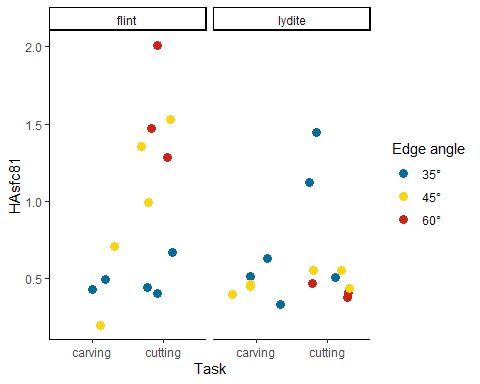 flint lydite
2.0
1.5
1.0
0.5
HAsfc81
carving cutting carving cutting
Task
Edge angle
35°
45°
60°